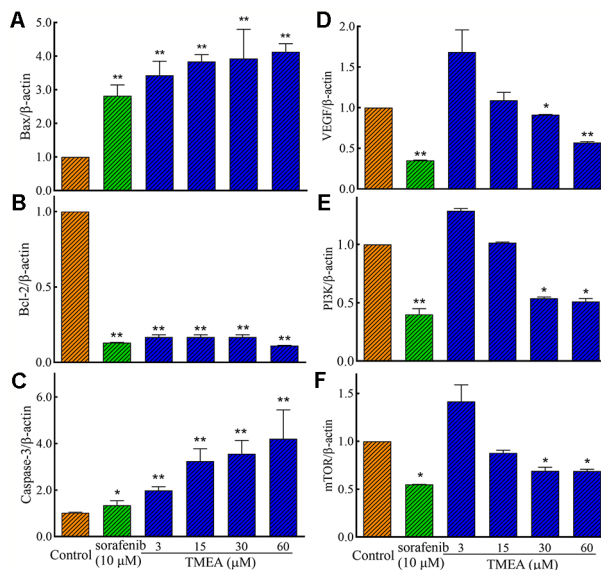 A
Bax/β-actin
5.0
4.0
3.0
2.0
1.0
0.0
** ** ** ** **
B
Bcl-2/β-actin
1.0
0.5
0.0
** ** ** ** **
C
Caspase-3/β-actin
6.0
4.0
2.0
0.0
* ** ** ** **
Control
sorafenib
(10 μM)
3 15 30 60
TMEA (μM)
D
VEGF/β-actin
2.0
1.5
1.0
0.5
0.0
** * **
E
PI3K/β-actin
1.0
0.5
0.0
** * *
F
mTOR/β-actin
1.5
1.0
0.5
0.0
* * *
Control
sorafenib
(10 μM)
3 15 30 60
TMEA (μM)